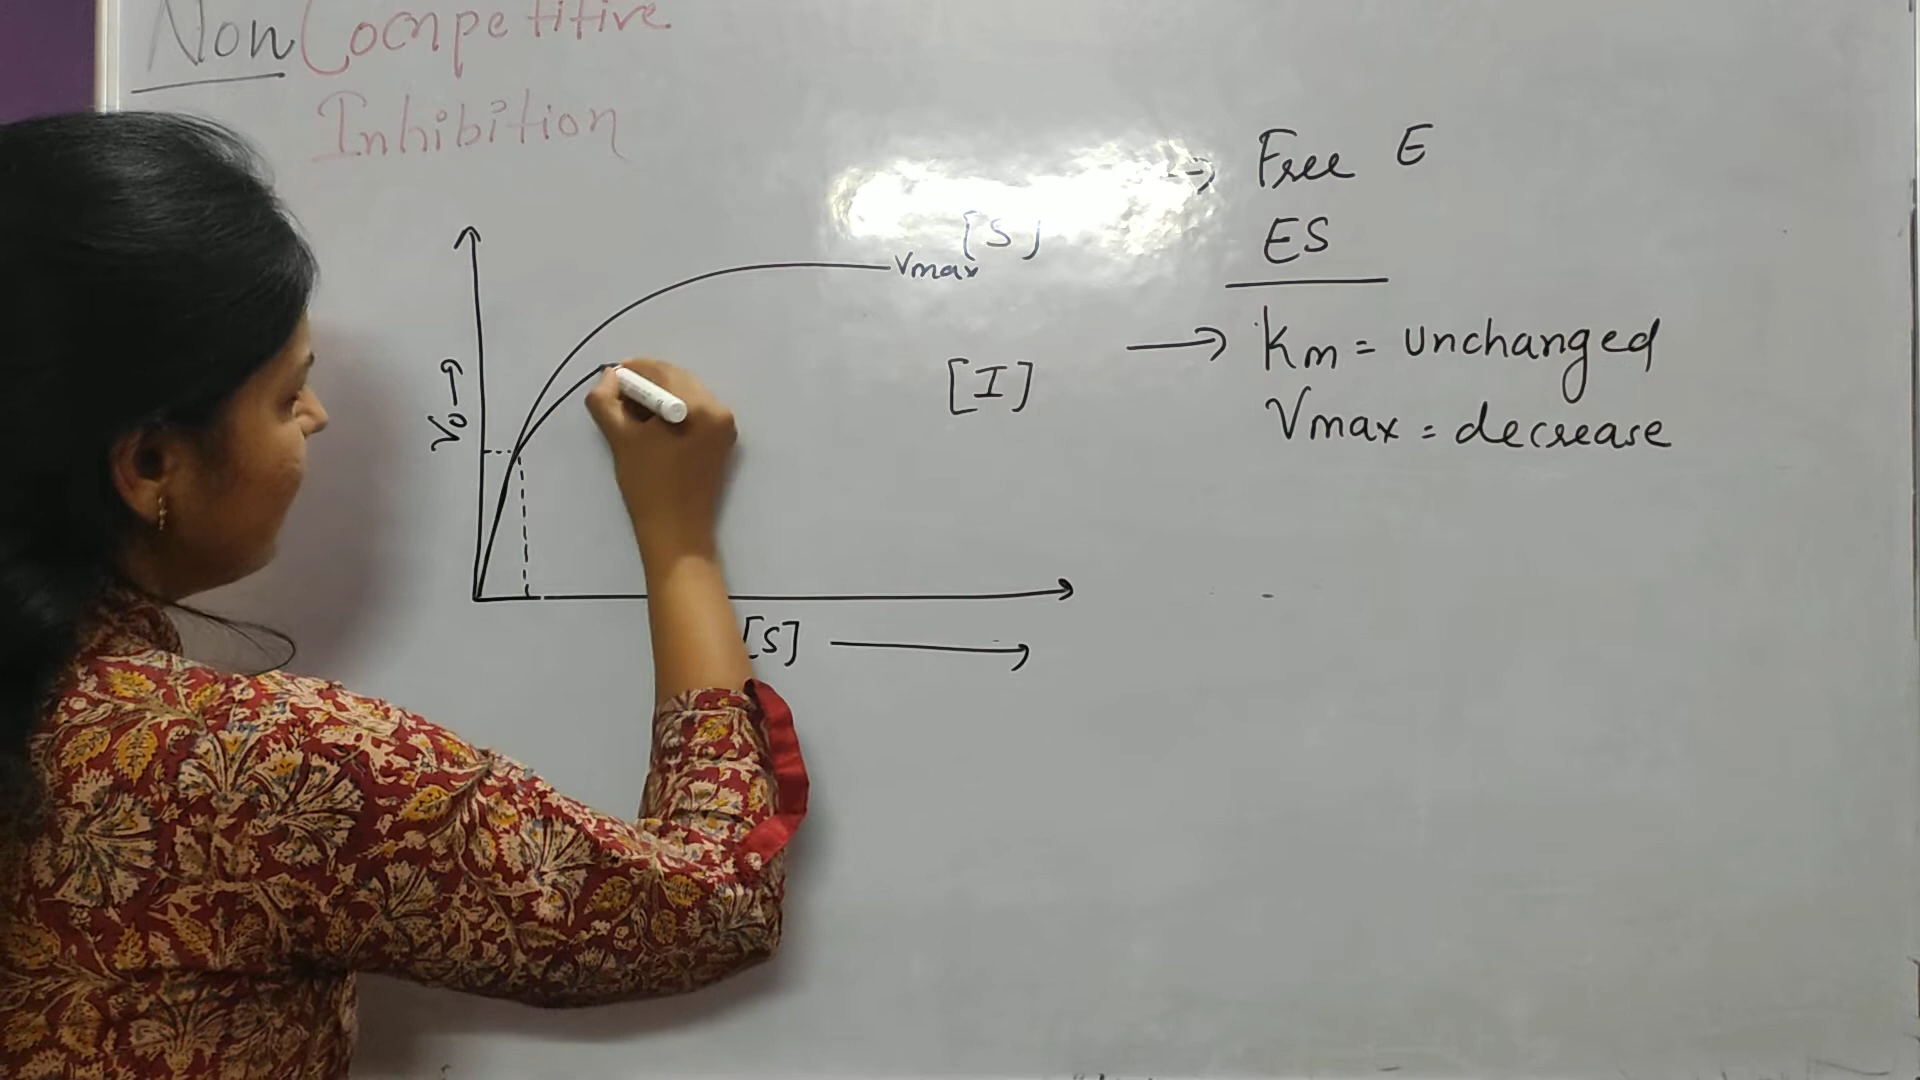 Non Competitive
Inhibition
[S]
Vmax
[I]
V₀ →
[S] →
→ Free E
ES
→ Km = unchanged
Vmax = decrease